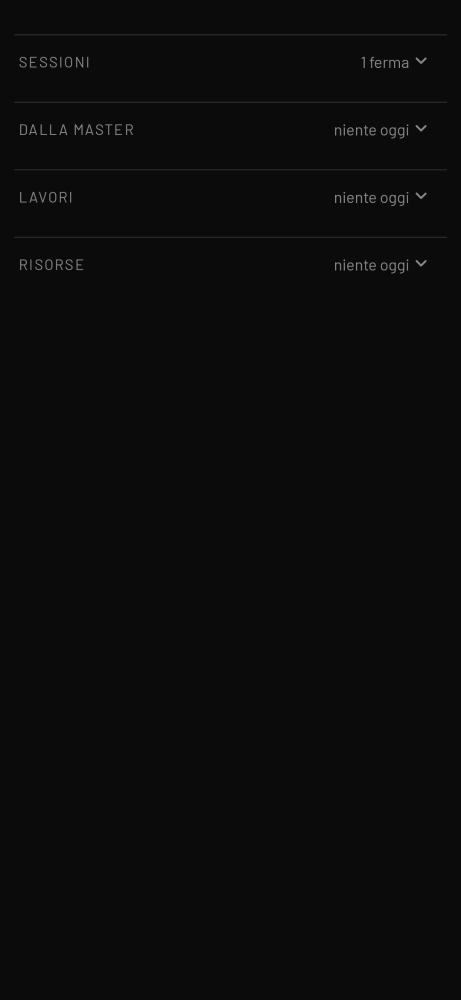 SESSIONI 1 ferma
DALLA MASTER niente oggi
LAVORI niente oggi
RISORSE niente oggi